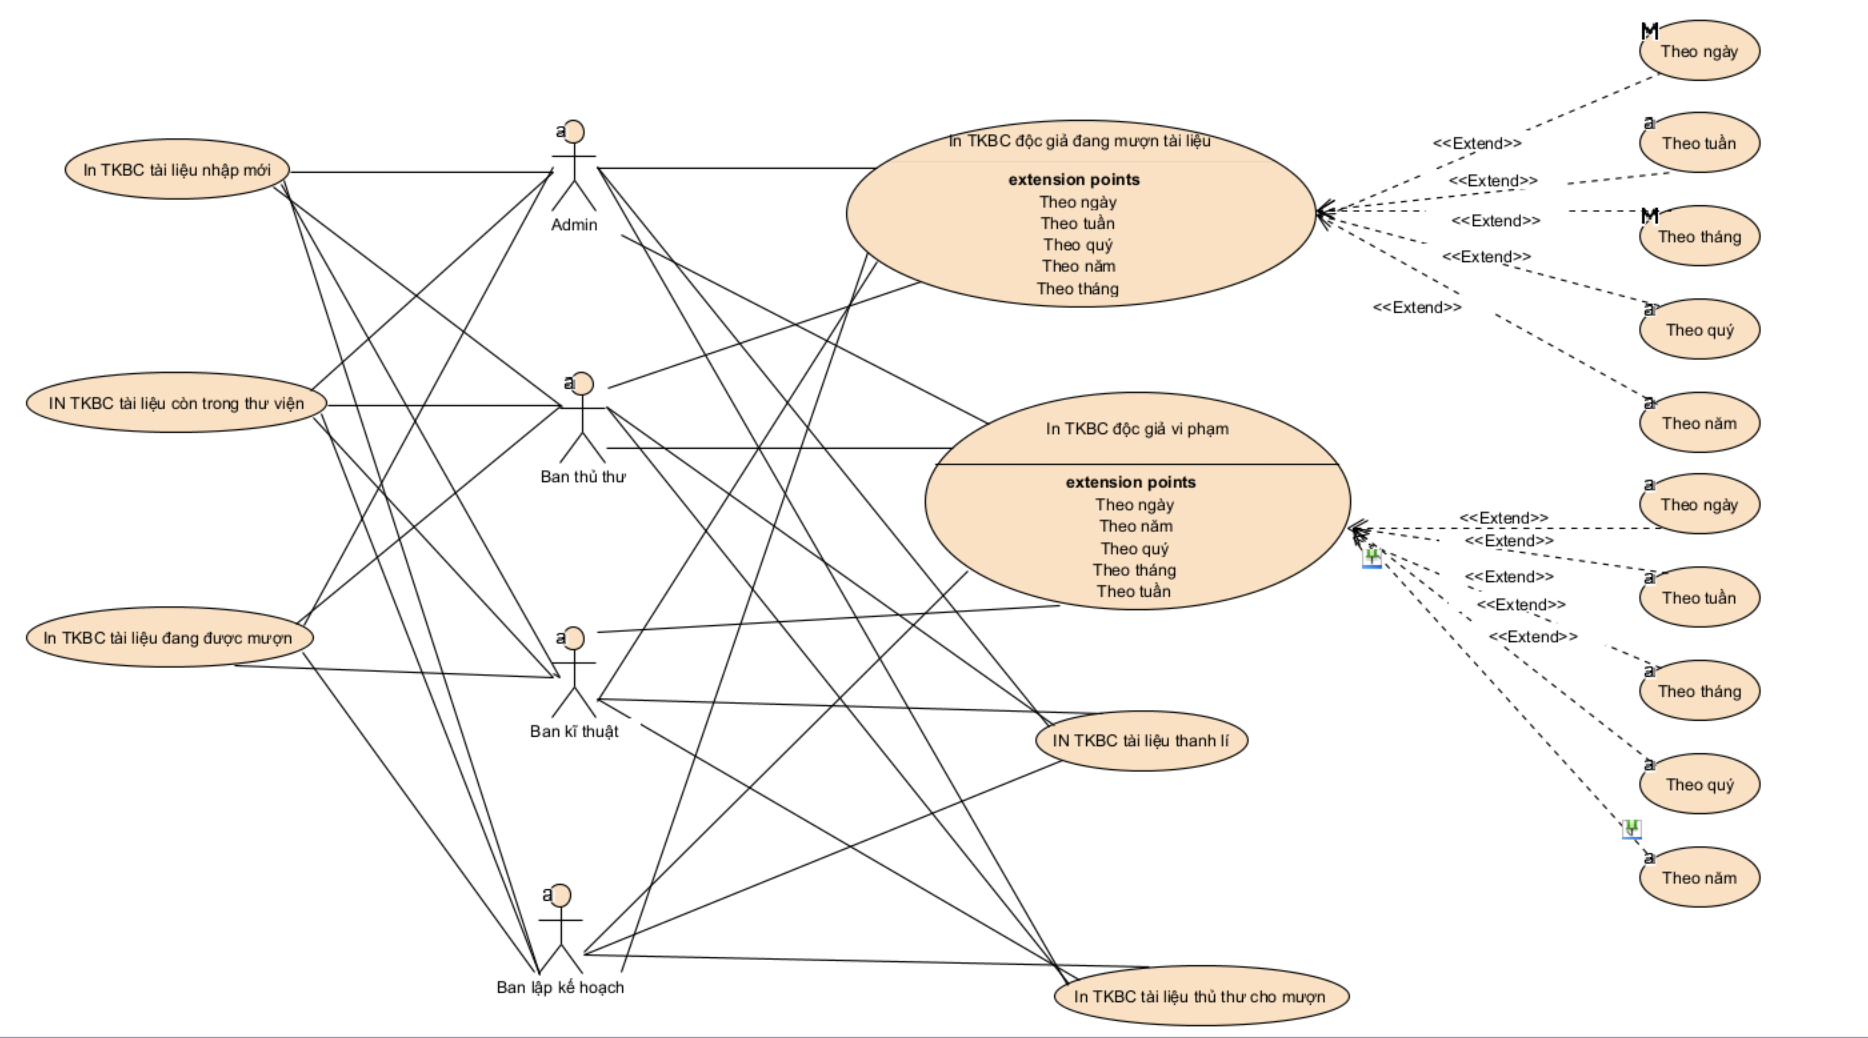 In TKBC tài liệu nhập mới
IN TKBC tài liệu còn trong thư viện
In TKBC tài liệu đang được mượn
a
Admin
a
Ban thủ thư
a
Ban kĩ thuật
a
Ban lập kế hoạch
In TKBC độc giả đang mượn tài liệu
extension points
Theo ngày
Theo tuần
Theo quý
Theo năm
Theo tháng
In TKBC độc giả vi phạm
extension points
Theo ngày
Theo năm
Theo quý
Theo tháng
Theo tuần
IN TKBC tài liệu thanh lí
In TKBC tài liệu thủ thư cho mượn
<<Extend>>
<<Extend>>
<<Extend>>
<<Extend>>
<<Extend>>
<<Extend>>
<<Extend>>
<<Extend>>
<<Extend>>
<<Extend>>
M
Theo ngày
a
Theo tuần
M
Theo tháng
a
Theo quý
a
Theo năm
a
Theo ngày
a
Theo tuần
a
Theo tháng
a
Theo quý
a
Theo năm